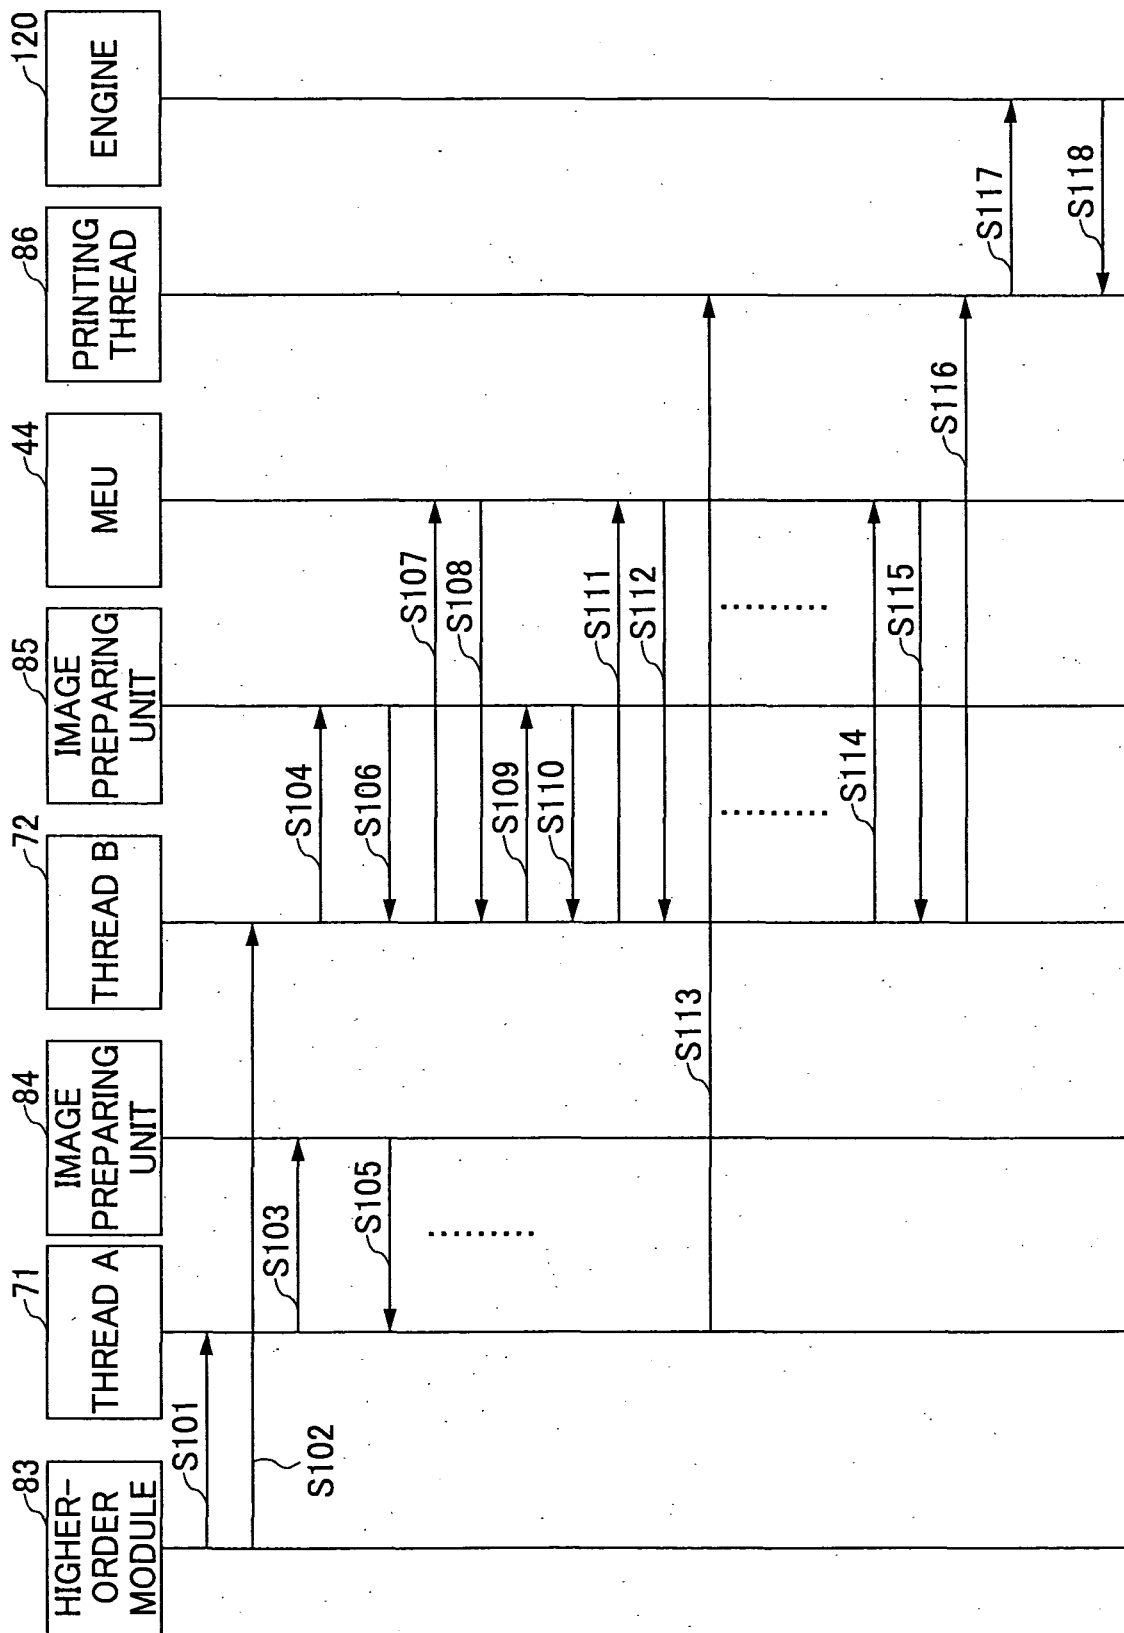 83
HIGHER-
ORDER
MODULE
71
THREAD A
84
IMAGE
PREPARING
UNIT
72
THREAD B
85
IMAGE
PREPARING
UNIT
44
MEU
86
PRINTING
THREAD
120
ENGINE
S101
S102
S103
S104
S105
S106
S107
S108
S109
S110
S111
S112
S113
S114
S115
S116
S117
S118